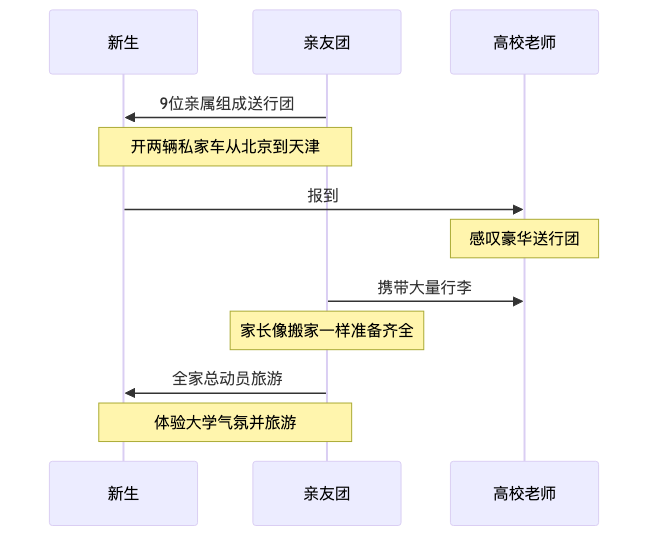 新生
亲友团
高校老师
9位亲属组成送行团
开两辆私家车从北京到天津
报到
感叹豪华送行团
携带大量行李
家长像搬家一样准备齐全
全家总动员旅游
体验大学气氛并旅游
新生
亲友团
高校老师